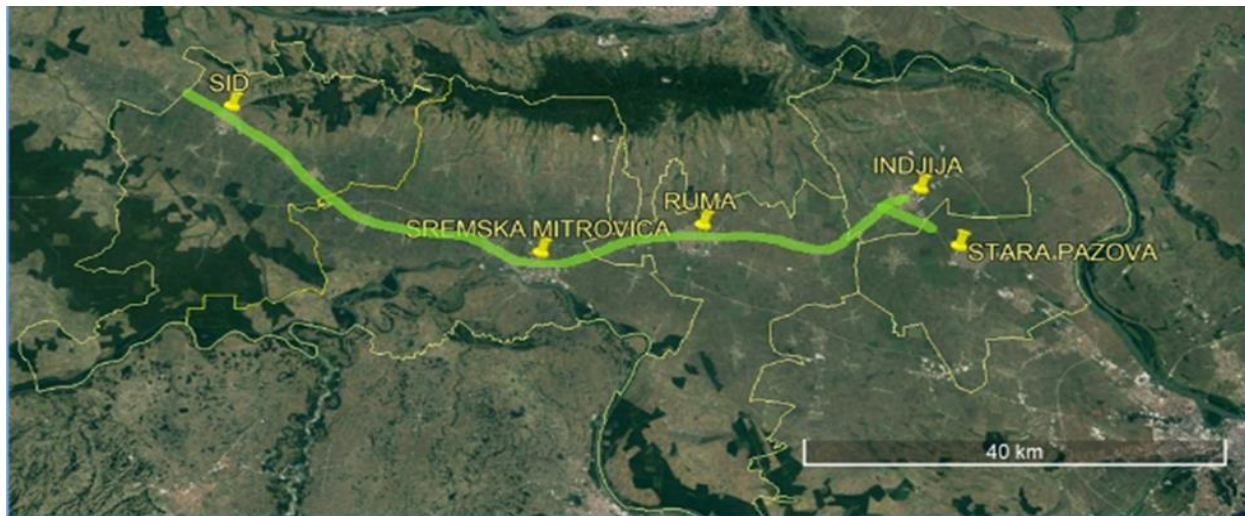 SID
INDJIJA
RUMA
SREMSKA MITROVICA
STARA PAZOVA
40 km